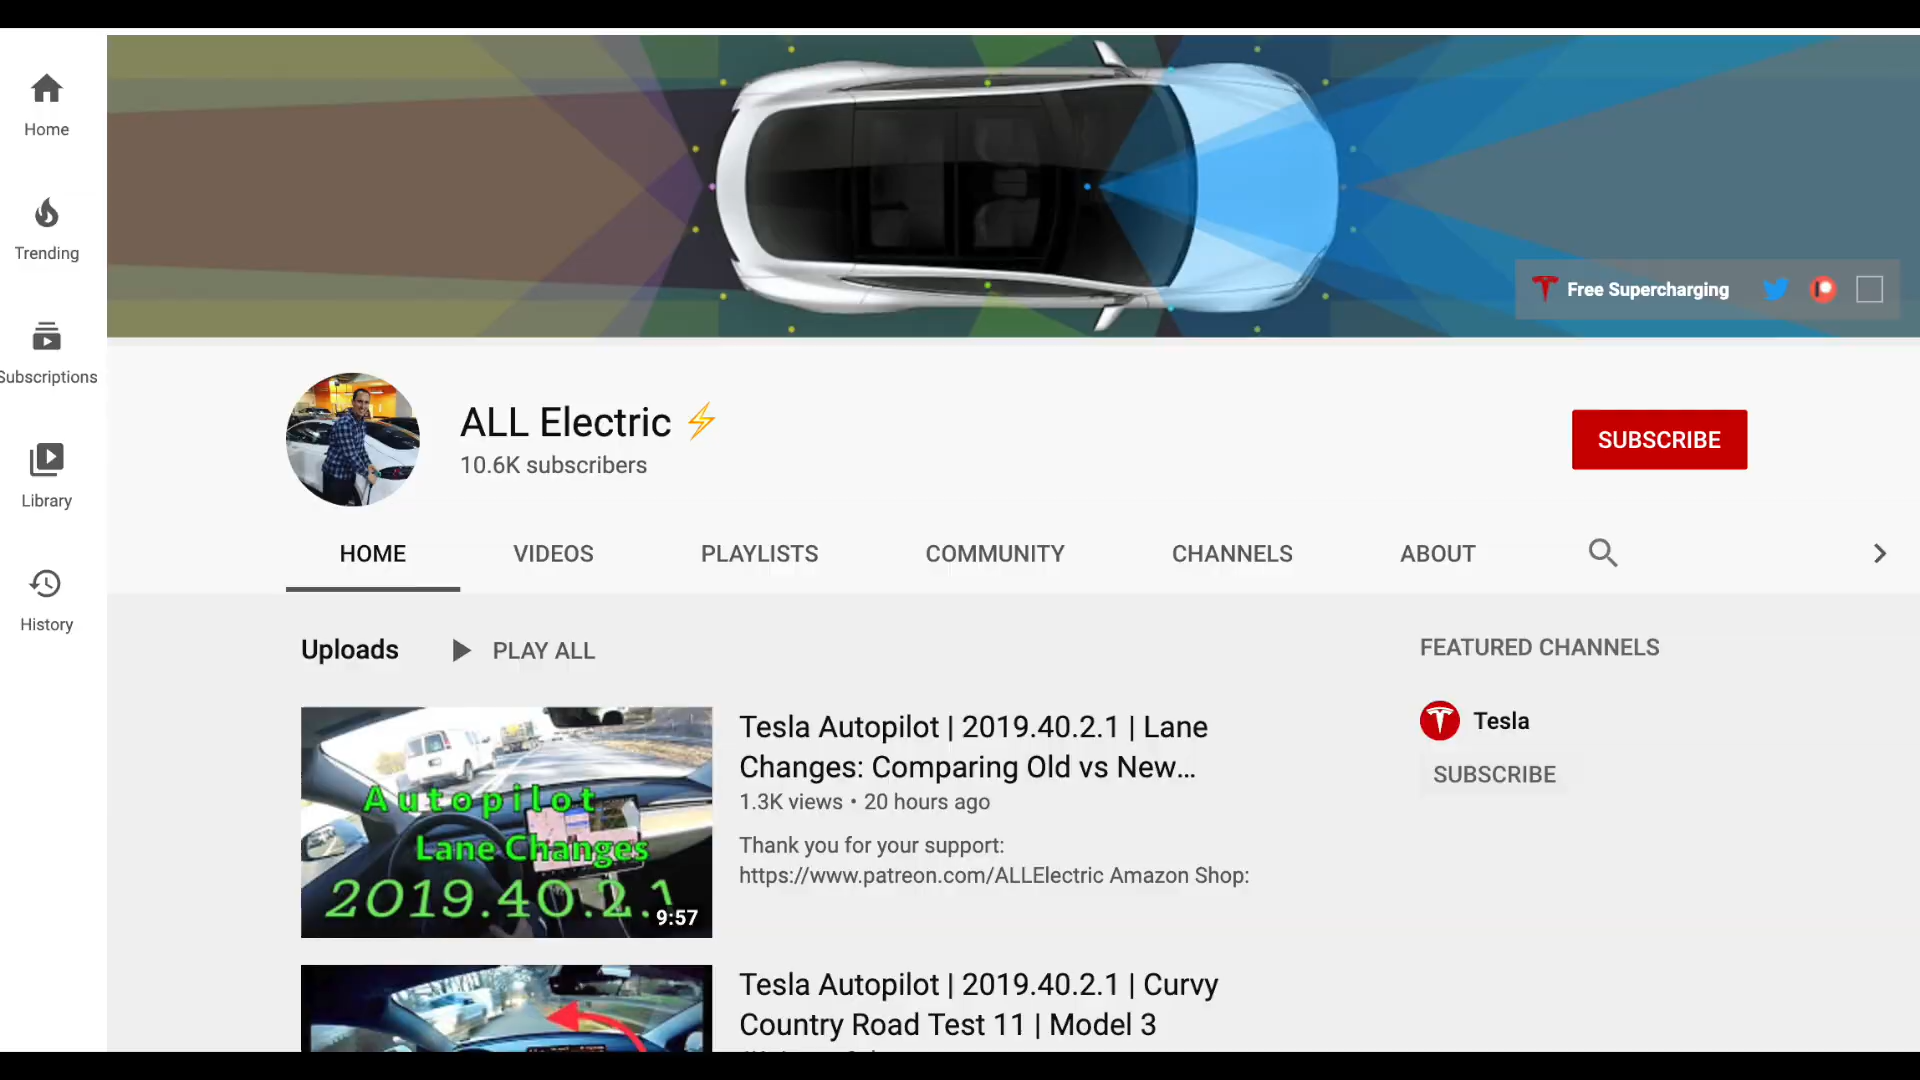 Home
Trending
Subscriptions
Library
History
Free Supercharging
ALL Electric ⚡
10.6K subscribers
SUBSCRIBE
HOME
VIDEOS
PLAYLISTS
COMMUNITY
CHANNELS
ABOUT
Uploads
PLAY ALL
Autopilot
Lane Changes
2019.40.2.1
9:57
Tesla Autopilot | 2019.40.2.1 | Lane
Changes: Comparing Old vs New...
1.3K views • 20 hours ago
Thank you for your support:
https://www.patreon.com/ALLElectric Amazon Shop:
Tesla Autopilot | 2019.40.2.1 | Curvy
Country Road Test 11 | Model 3
FEATURED CHANNELS
Tesla
SUBSCRIBE